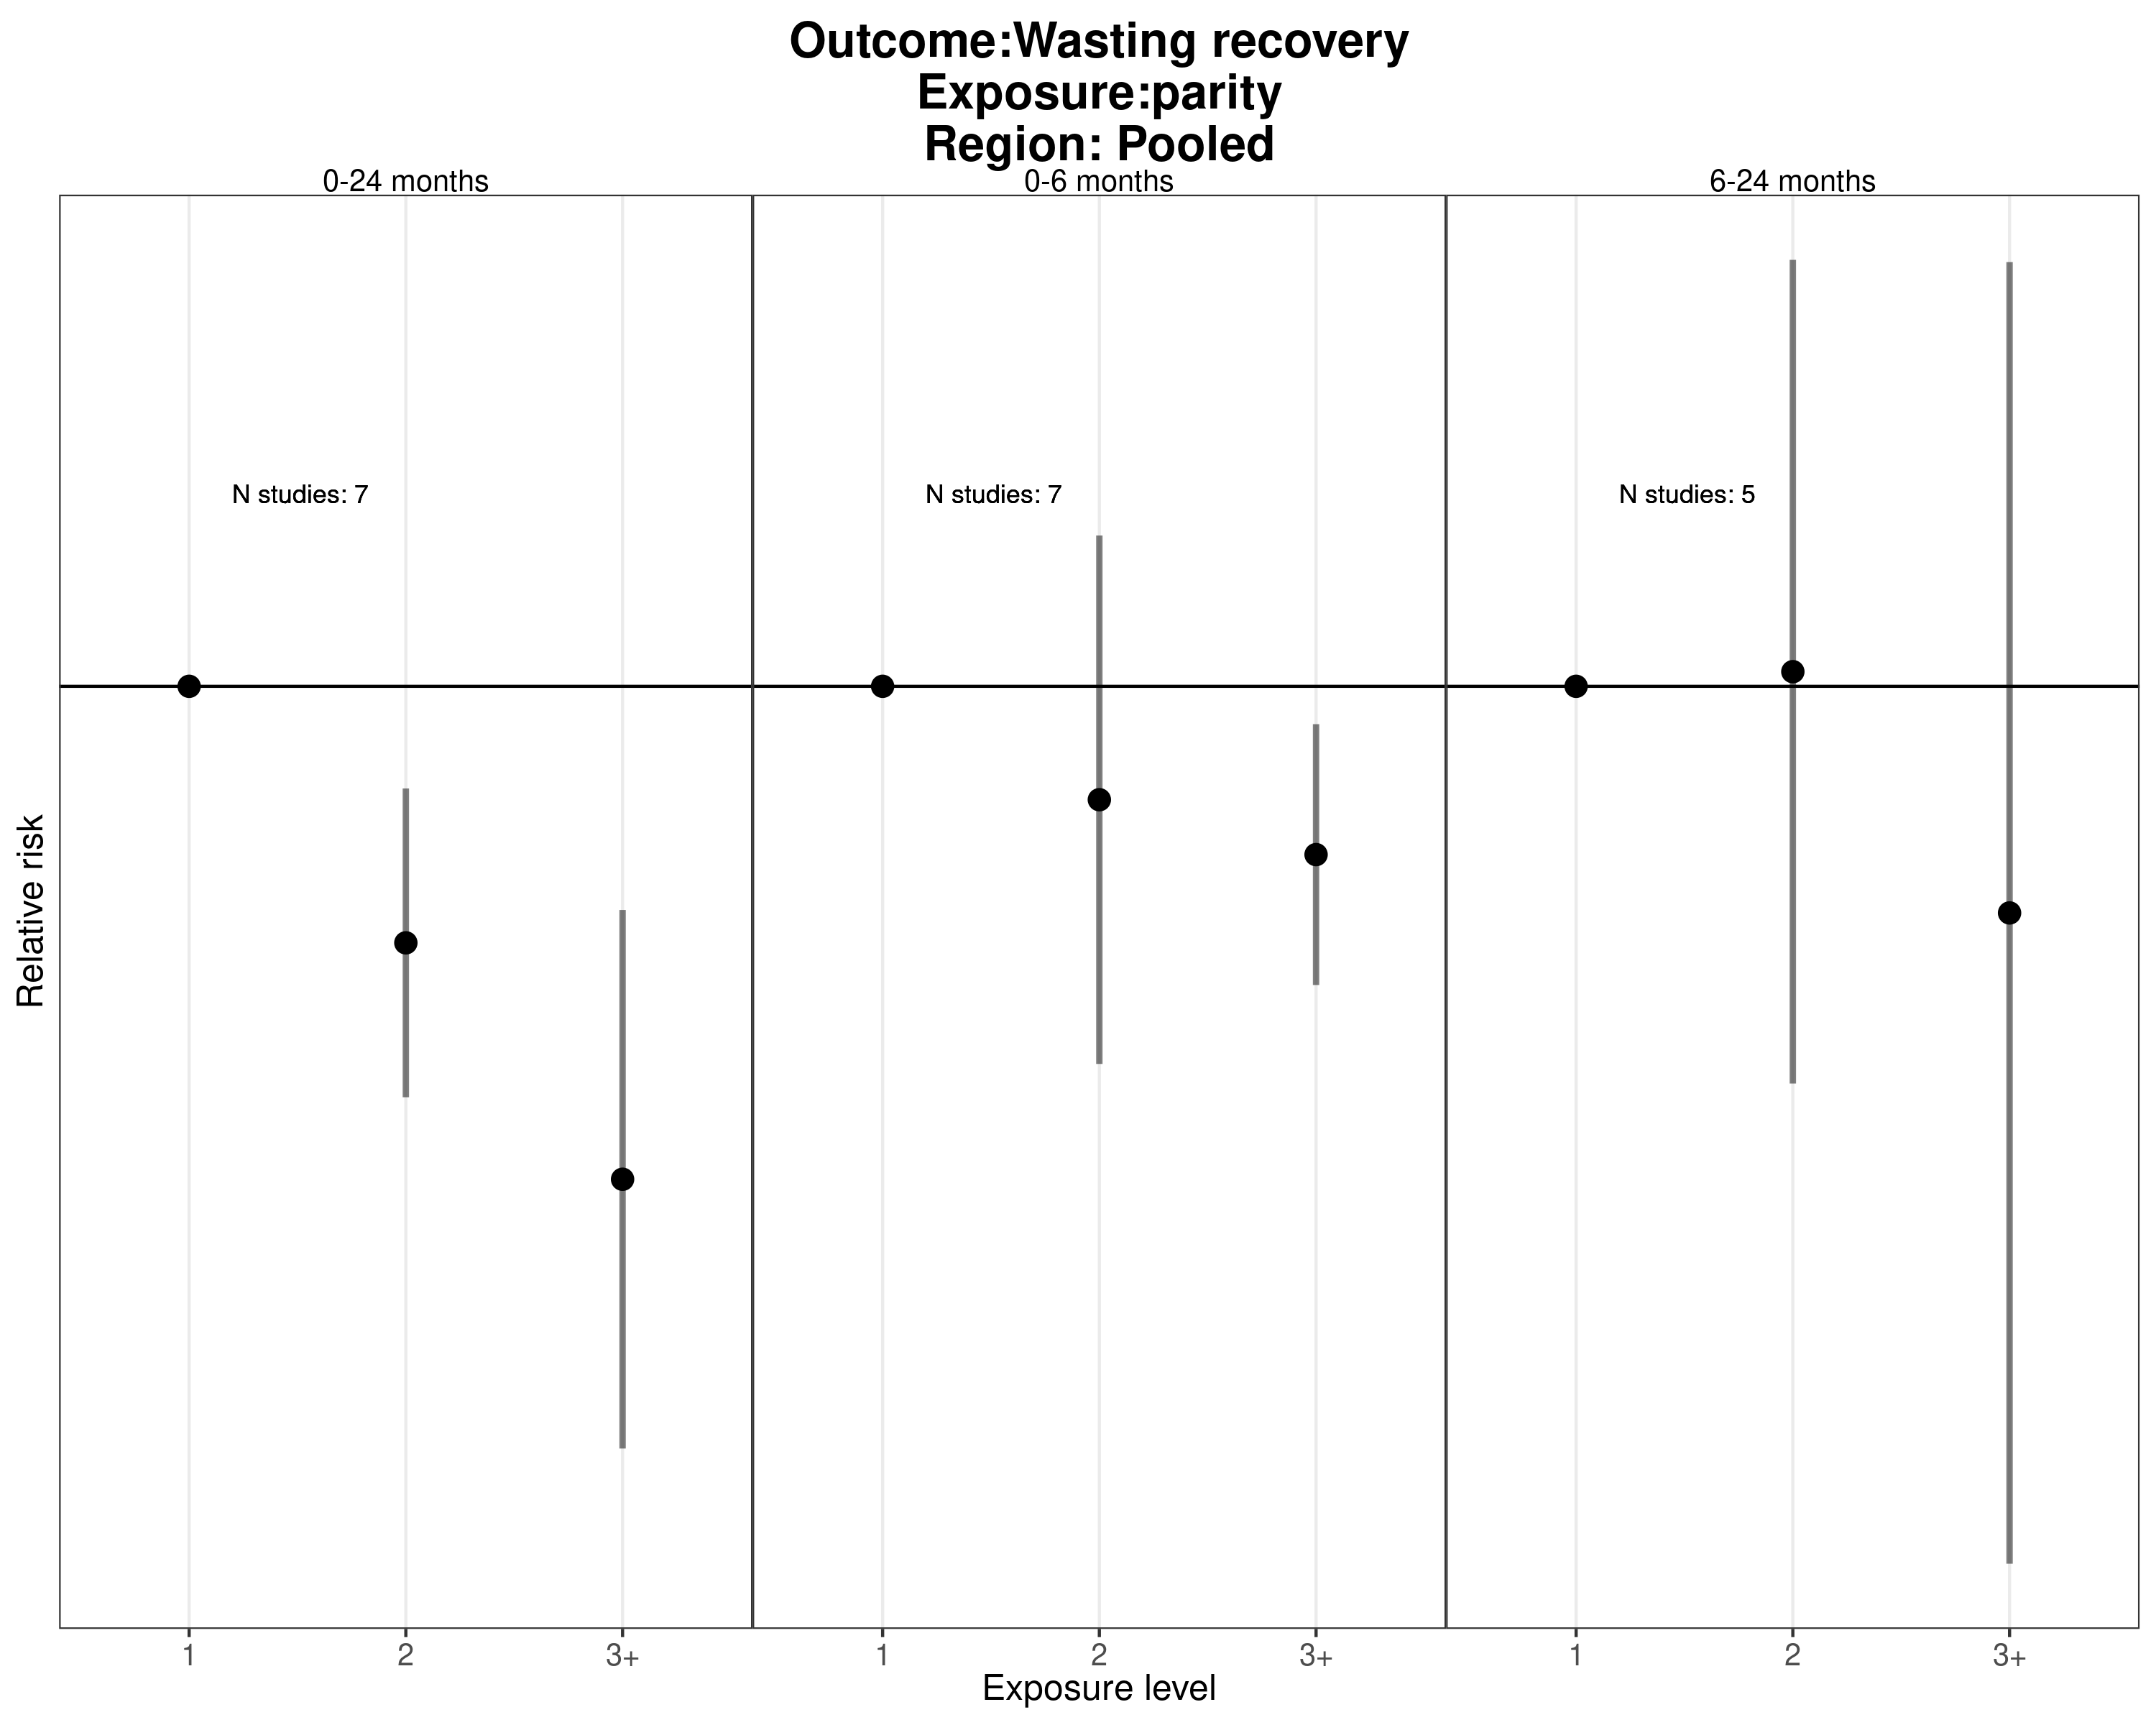 Outcome:Wasting recovery
Exposure:parity
Region: Pooled
0-24 months
0-6 months
6-24 months
N studies: 7
N studies: 7
N studies: 5
Relative risk
1
2
3+
1
2
3+
1
2
3+
Exposure level